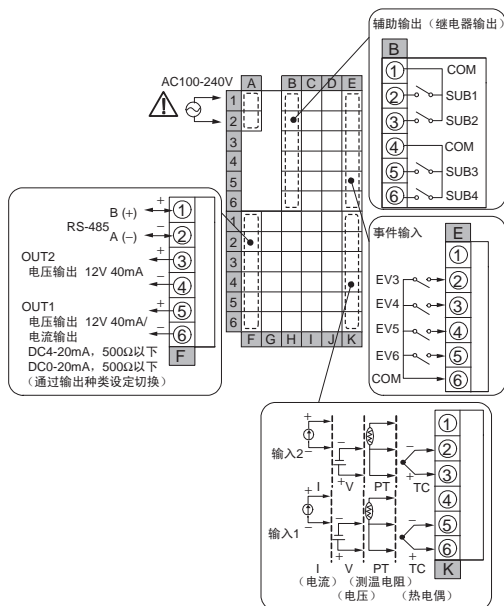 辅助输出（继电器输出）
B
① COM
② SUB1
③ SUB2
④ COM
⑤ SUB3
⑥ SUB4
AC100-240V
A B C D E
1
2
3
4
5
6
1
2
3
4
5
6
F G H I J K
B (+) + ①
RS-485
A (−) − ②
OUT2 + ③
电压输出 12V 40mA
− ④
OUT1 + ⑤
电压输出 12V 40mA/
电流输出 − ⑥
DC4-20mA，500Ω以下
DC0-20mA，500Ω以下
（通过输出种类设定切换）
F
事件输入
E
①
EV3 ②
EV4 ③
EV5 ④
EV6 ⑤
COM ⑥
①
②
③
④
⑤
⑥
K
+
−
输入2
−
+
I V PT TC
−
+
+
−
输入1
−
+
−
+
I V PT TC
（电流）（测温电阻）
（电压） （热电偶）